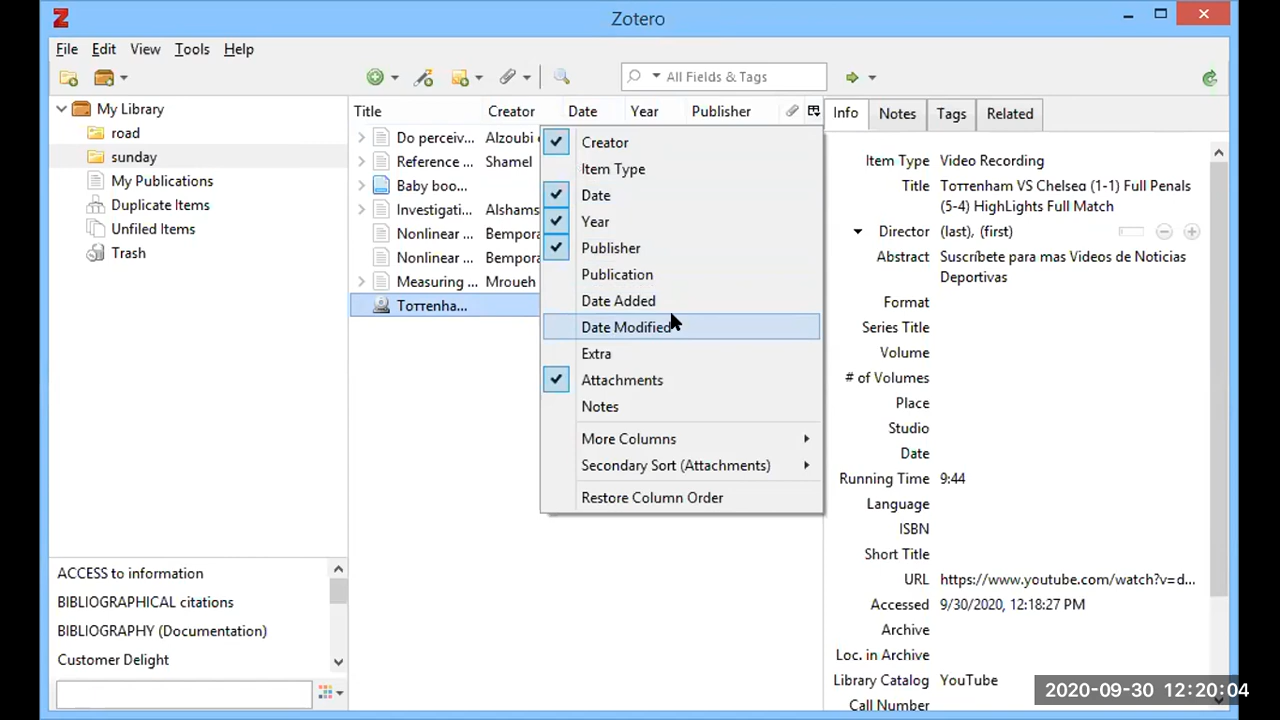 Zotero
File Edit View Tools Help
All Fields & Tags
My Library
road
sunday
My Publications
Duplicate Items
Unfiled Items
Trash
ACCESS to information
BIBLIOGRAPHICAL citations
BIBLIOGRAPHY (Documentation)
Customer Delight
Title Creator Date Year Publisher
Do perceiv... Alzoubi
Reference ... Shamel
Baby boo...
Investigati... Alshams
Nonlinear ... Bempora
Nonlinear ... Bempora
Measuring ... Mroueh
Tоттenha...
Creator
Item Type
Date
Year
Publisher
Publication
Date Added
Date Modified
Extra
Attachments
Notes
More Columns
Secondary Sort (Attachments)
Restore Column Order
Info Notes Tags Related
Item Type Video Recording
Title Tоттenham VS Chelsea (1-1) Full Penals
(5-4) HighLights Full Match
Director (last), (first)
Abstract Suscríbete para mas Videos de Noticias
Deportivas
Format
Series Title
Volume
# of Volumes
Place
Studio
Date
Running Time 9:44
Language
ISBN
Short Title
URL https://www.youtube.com/watch?v=d...
Accessed 9/30/2020, 12:18:27 PM
Archive
Loc. in Archive
Library Catalog YouTube
Call Number
2020-09-30 12:20:04